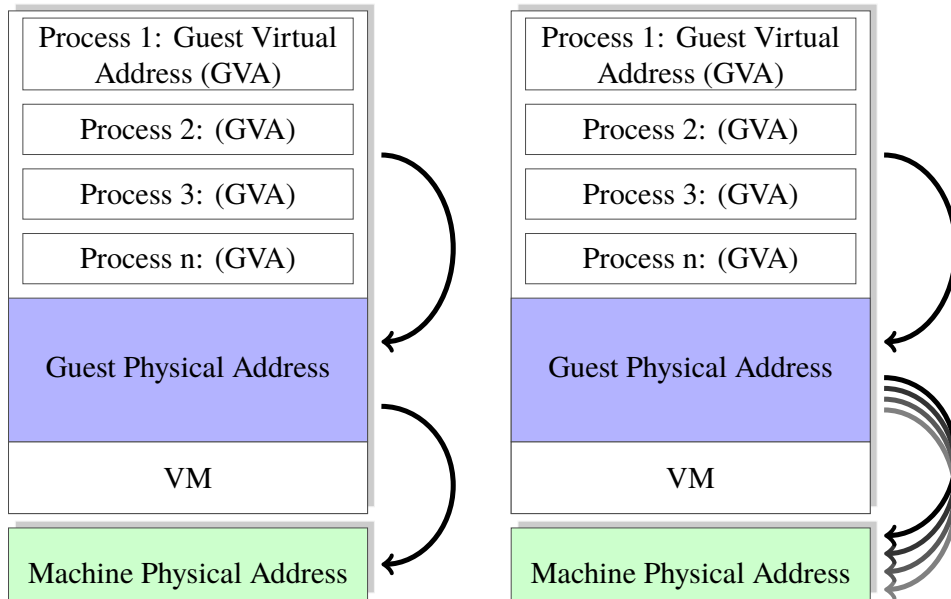 Process 1: Guest Virtual
Address (GVA)
Process 2: (GVA)
Process 3: (GVA)
Process n: (GVA)
Guest Physical Address
VM
Machine Physical Address
Process 1: Guest Virtual
Address (GVA)
Process 2: (GVA)
Process 3: (GVA)
Process n: (GVA)
Guest Physical Address
VM
Machine Physical Address